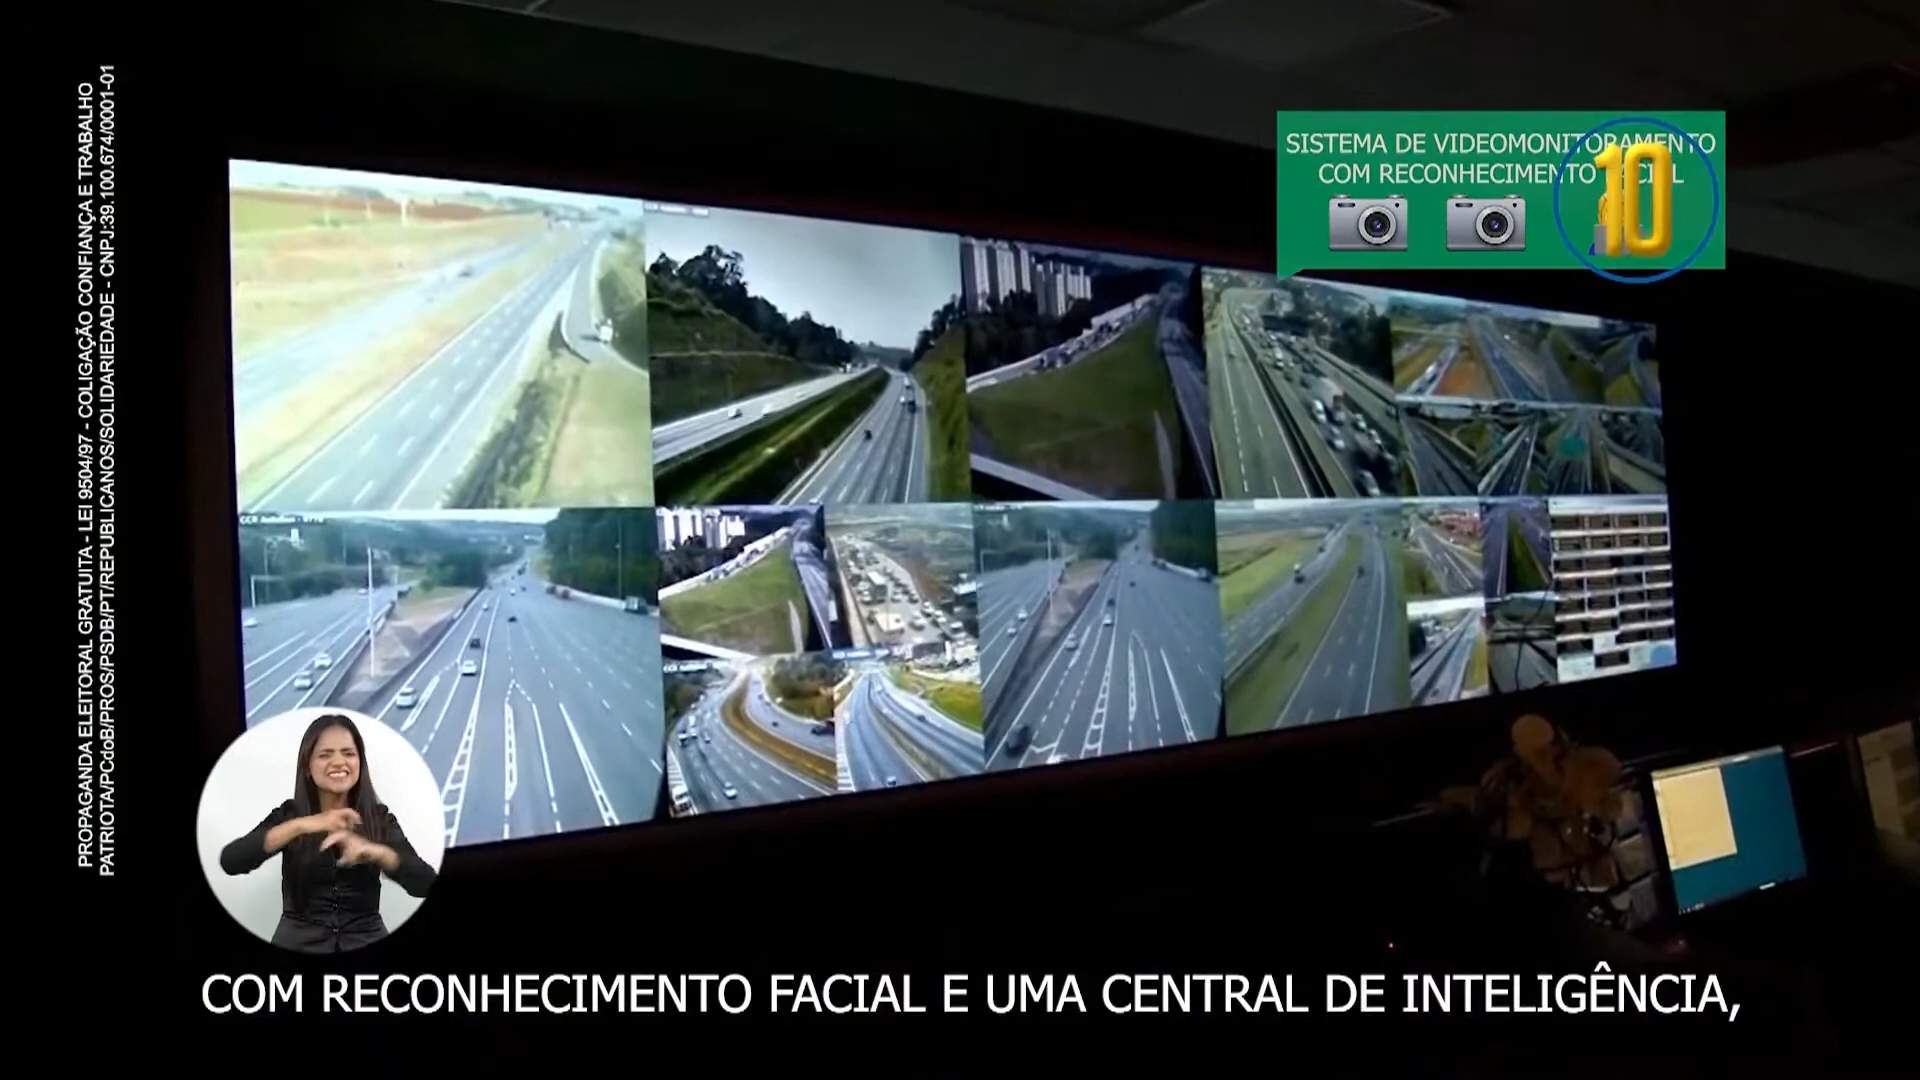 PROPAGANDA ELEITORAL GRATUITA - LEI 9504/97 - COLIGAÇÃO CONFIANÇA E TRABALHO
PATRIOTA/PCdoB/PROS/PSDB/PT/REPUBLICANOS/SOLIDARIEDADE - CNPJ:39.100.674/0001-01
SISTEMA DE VIDEOMONITORAMENTO
COM RECONHECIMENTO FACIAL
10
COM RECONHECIMENTO FACIAL E UMA CENTRAL DE INTELIGÊNCIA,